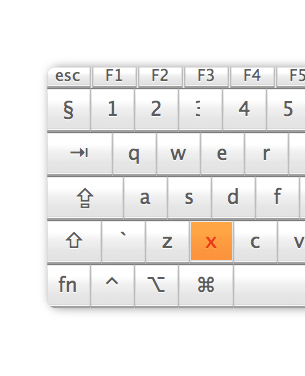 esc F1 F2 F3 F4 F5
§ 1 2 ⋮ 4 5
⇥ q w e r
⇪ a s d f
⇧ ` z x c v
fn ^ ⌥ ⌘